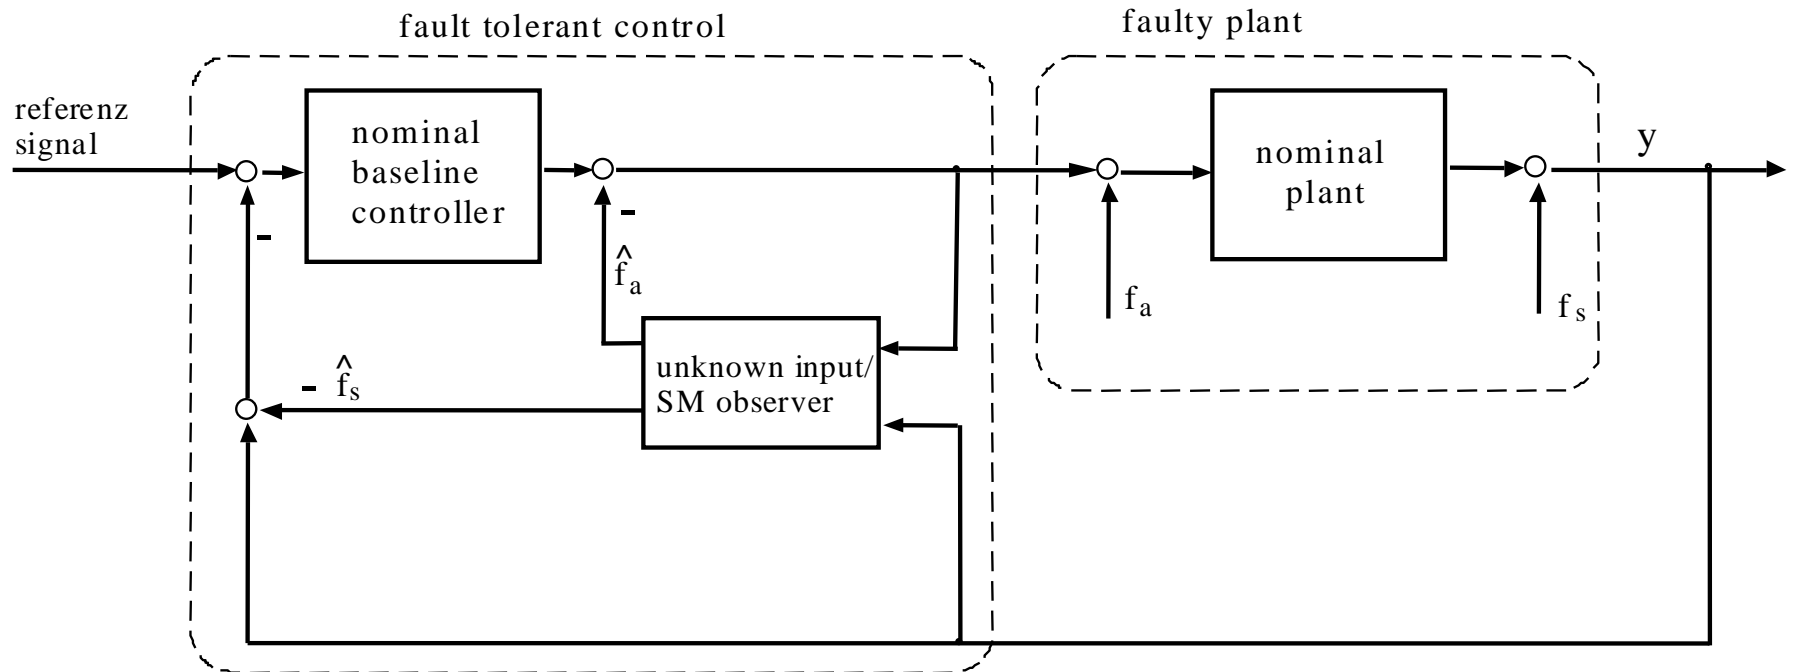 fault tolerant control
faulty plant
referenz
signal
nominal
baseline
controller
nominal
plant
y
-
-
f̂a
fa
fs
- f̂s
unknown input/
SM observer